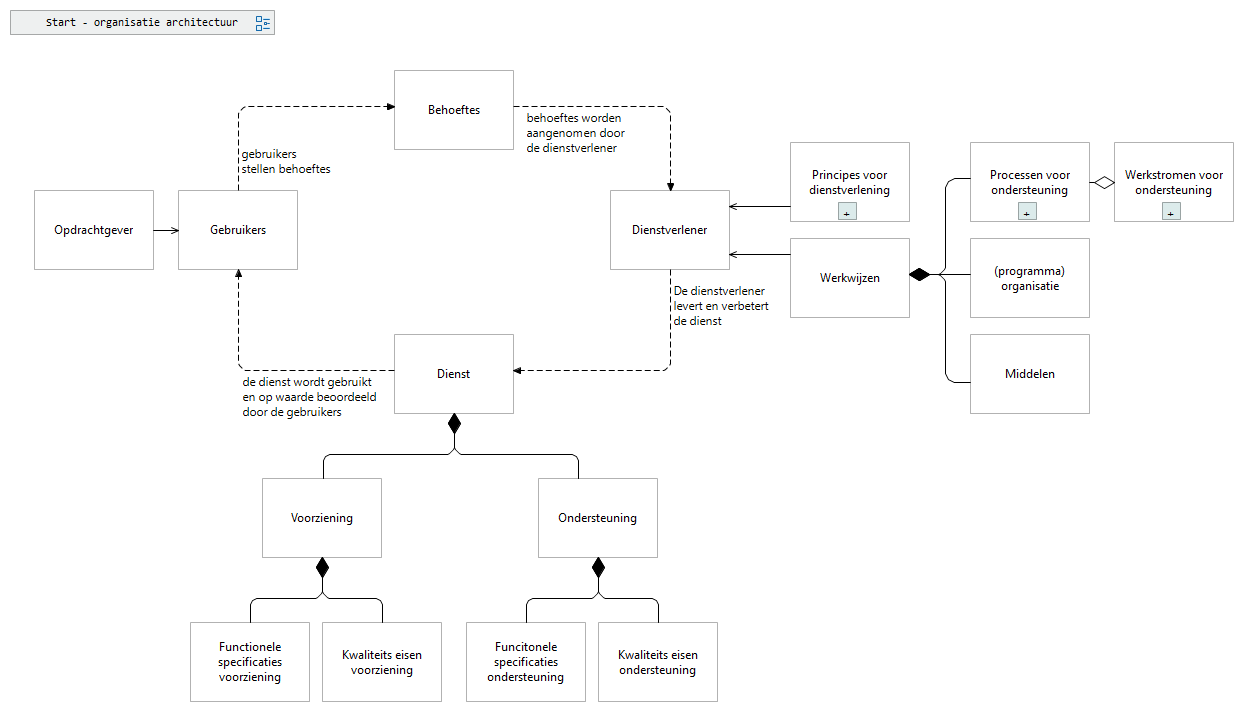 Start - organisatie architectuur
Behoeftes
behoeftes worden
aangenomen door
de dienstverlener
gebruikers
stellen behoeftes
Opdrachtgever
Gebruikers
Dienstverlener
Principes voor
dienstverlening
+
Processen voor
ondersteuning
+
Werkstromen voor
ondersteuning
+
Werkwijzen
(programma)
organisatie
Middelen
De dienstverlener
levert en verbetert
de dienst
Dienst
de dienst wordt gebruikt
en op waarde beoordeeld
door de gebruikers
Voorziening
Ondersteuning
Functionele
specificaties
voorziening
Kwaliteits eisen
voorziening
Funcitonele
specificaties
ondersteuning
Kwaliteits eisen
ondersteuning